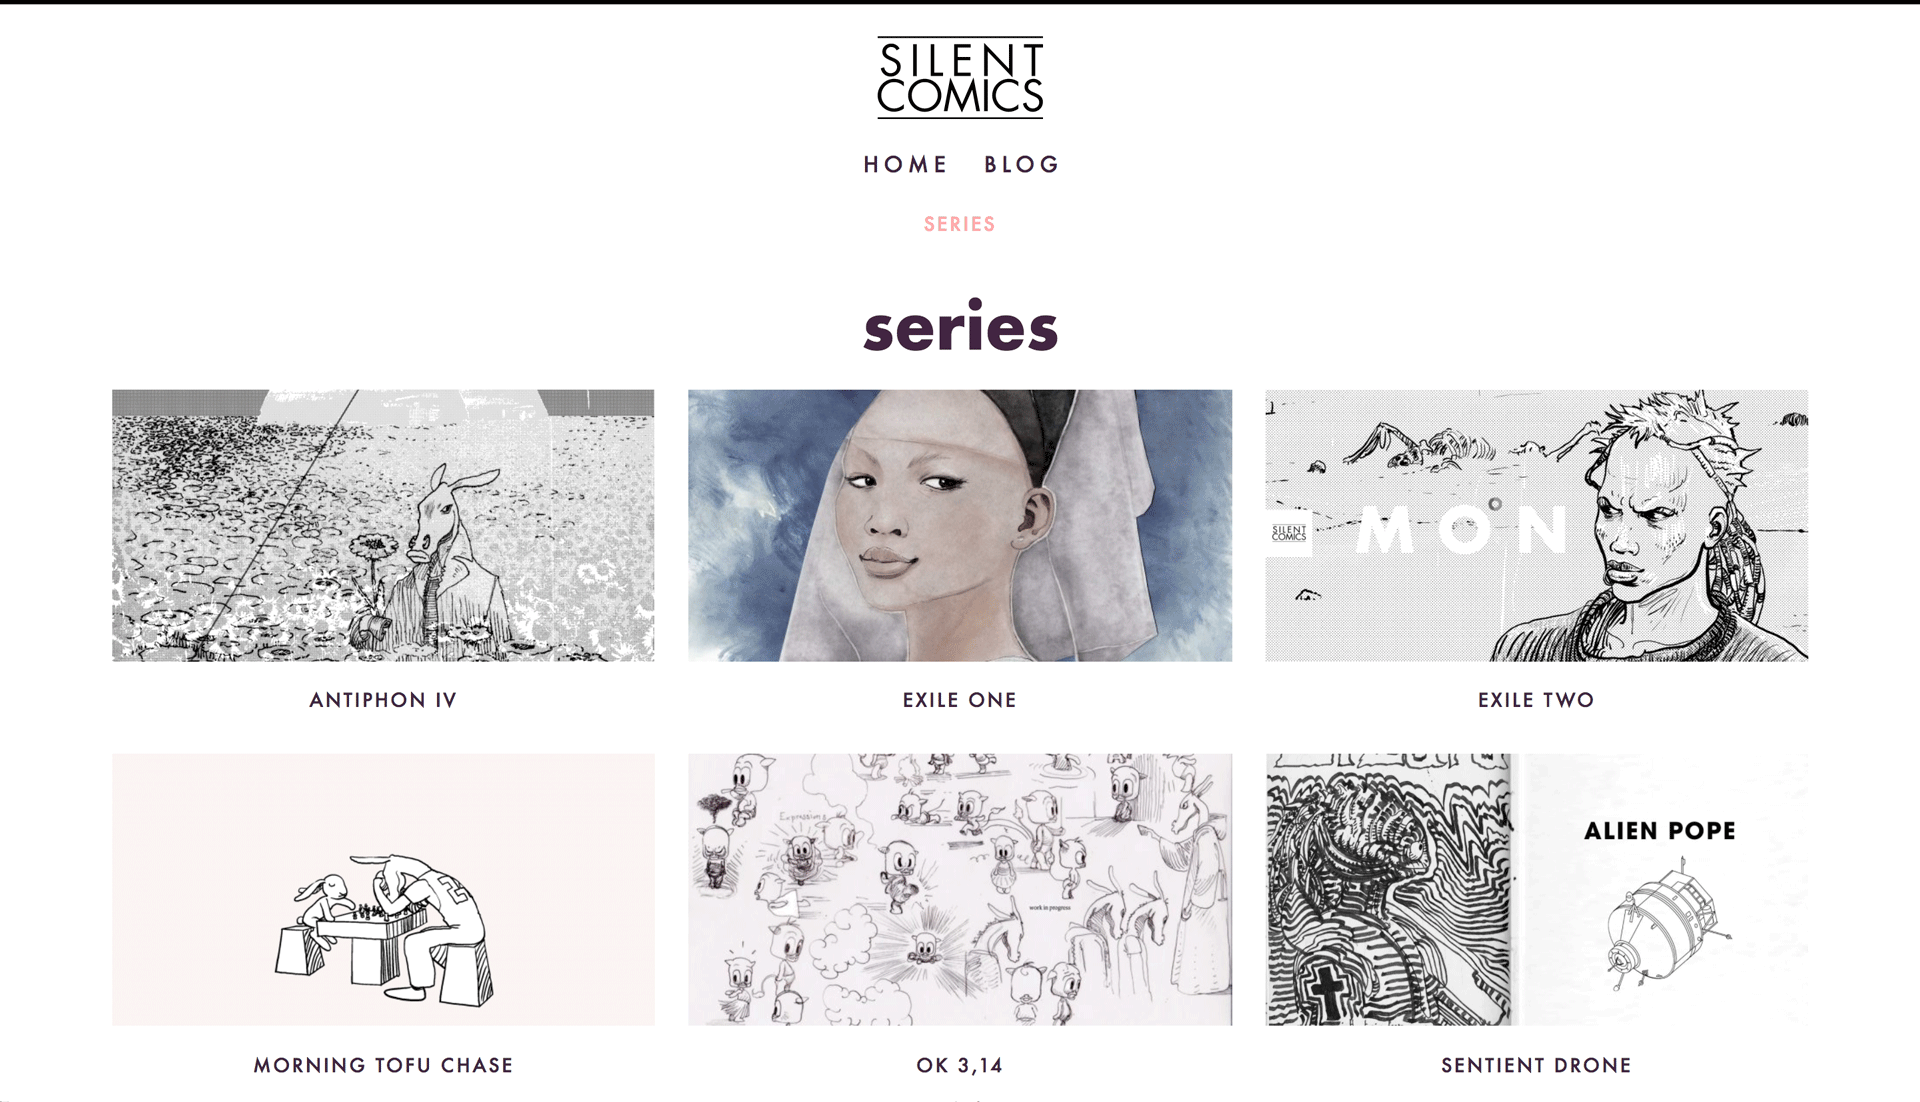 SILENT
COMICS
HOME BLOG
SERIES
series
SILENT
COMICS
MON
ANTIPHON IV
EXILE ONE
EXILE TWO
Expressions
work in progress
ALIEN POPE
MORNING TOFU CHASE
OK 3,14
SENTIENT DRONE